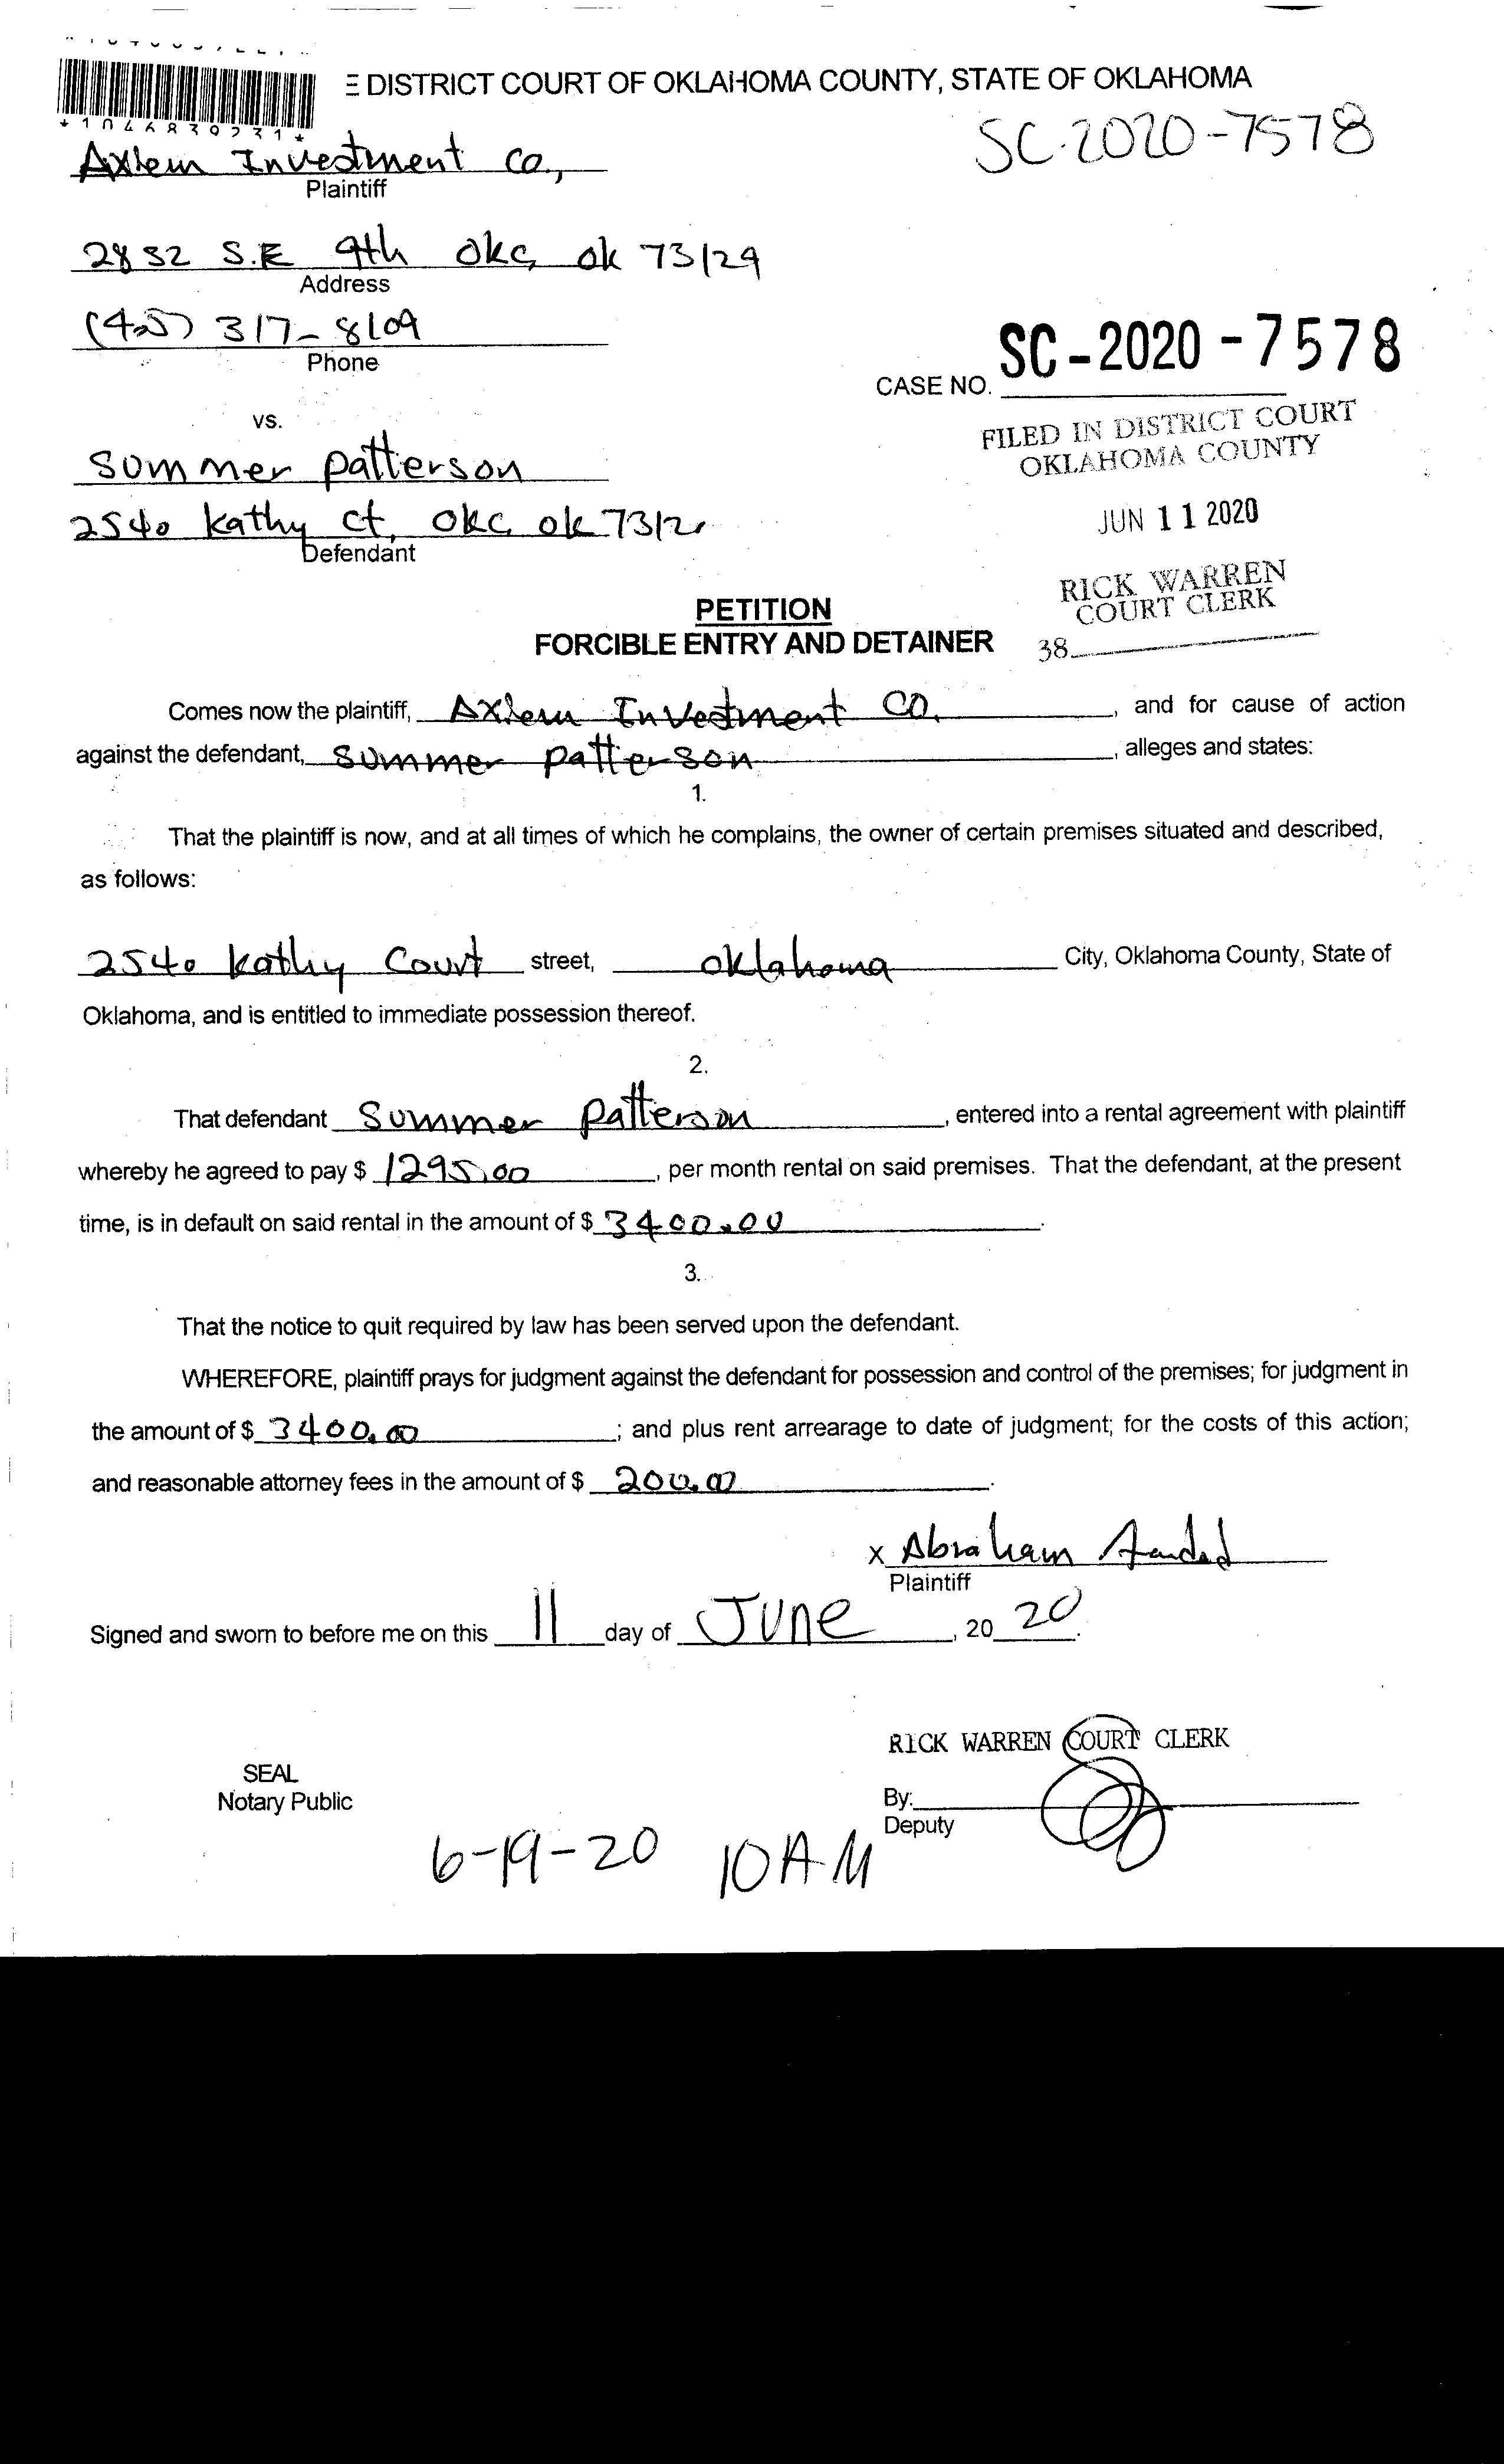 DISTRICT COURT OF OKLAHOMA COUNTY, STATE OF OKLAHOMA
SC-2020-7578
Investment Co,
Plaintiff
2832 S.E 9th okc, ok 73129
Address
(405) 317-8109
Phone
SC-2020-7578
CASE NO.
vs.
FILED IN DISTRICT COURT
OKLAHOMA COUNTY
Summer patterson
2540 kathy ct, okc ok
Defendant
JUN 11 2020
RICK WARREN
COURT CLERK
PETITION
FORCIBLE ENTRY AND DETAINER
38
Comes now the plaintiff, Investment CO. , and for cause of action
against the defendant, Summer patterson , alleges and states:
1.
That the plaintiff is now, and at all times of which he complains, the owner of certain premises situated and described,
as follows:
2540 kathy Court street, oklahoma City, Oklahoma County, State of
Oklahoma, and is entitled to immediate possession thereof.
2.
That defendant Summer patterson , entered into a rental agreement with plaintiff
whereby he agreed to pay $ 1295.00 , per month rental on said premises. That the defendant, at the present
time, is in default on said rental in the amount of $ 3400.00 .
3.
That the notice to quit required by law has been served upon the defendant.
WHEREFORE, plaintiff prays for judgment against the defendant for possession and control of the premises; for judgment in
the amount of $ 3400.00 ; and plus rent arrearage to date of judgment; for the costs of this action;
and reasonable attorney fees in the amount of $ 200.00 .
x Abraham
Plaintiff
Signed and sworn to before me on this 11 day of June , 20 20.
RICK WARREN COURT CLERK
SEAL
Notary Public
By:
Deputy
6-19-20 10AM